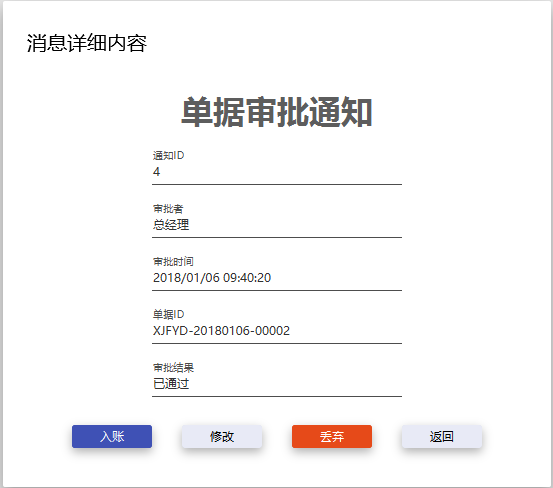 消息详细内容
单据审批通知
通知ID
4
审批者
总经理
审批时间
2018/01/06 09:40:20
单据ID
XJFYD-20180106-00002
审批结果
已通过
入账 修改 丢弃 返回